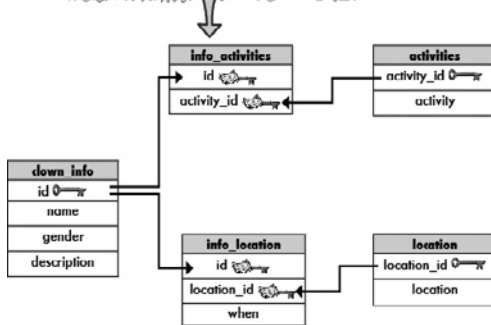 info_activities
id
activity_id
activities
activity_id
activity
clown_info
id
name
gender
description
info_location
id
location_id
when
location
location_id
location